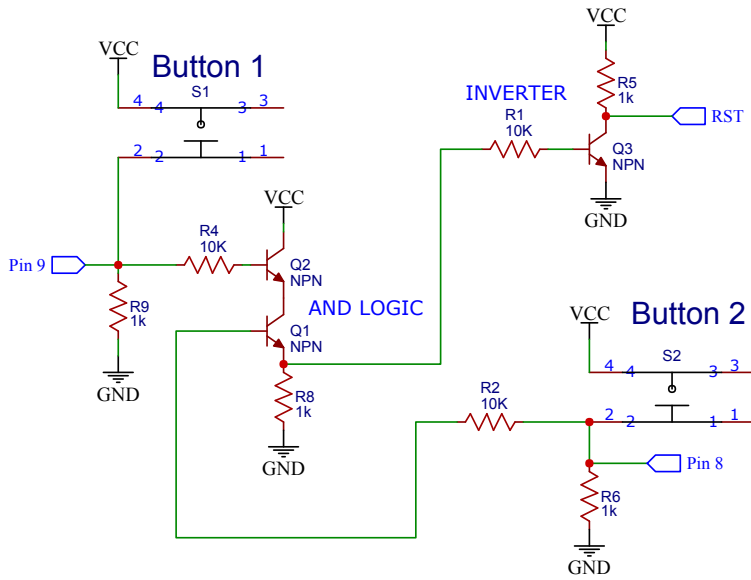 VCC
Button 1
S1
4 4 3 3
2 2 1 1
VCC
R5
1k
INVERTER
R1
10K
RST
Q3
NPN
GND
VCC
R4
10K
Pin 9
Q2
NPN
R9
1k
AND LOGIC
Q1
NPN
GND
R8
1k
GND
VCC
Button 2
S2
4 4 3 3
R2
10K
2 2 1 1
Pin 8
R6
1k
GND